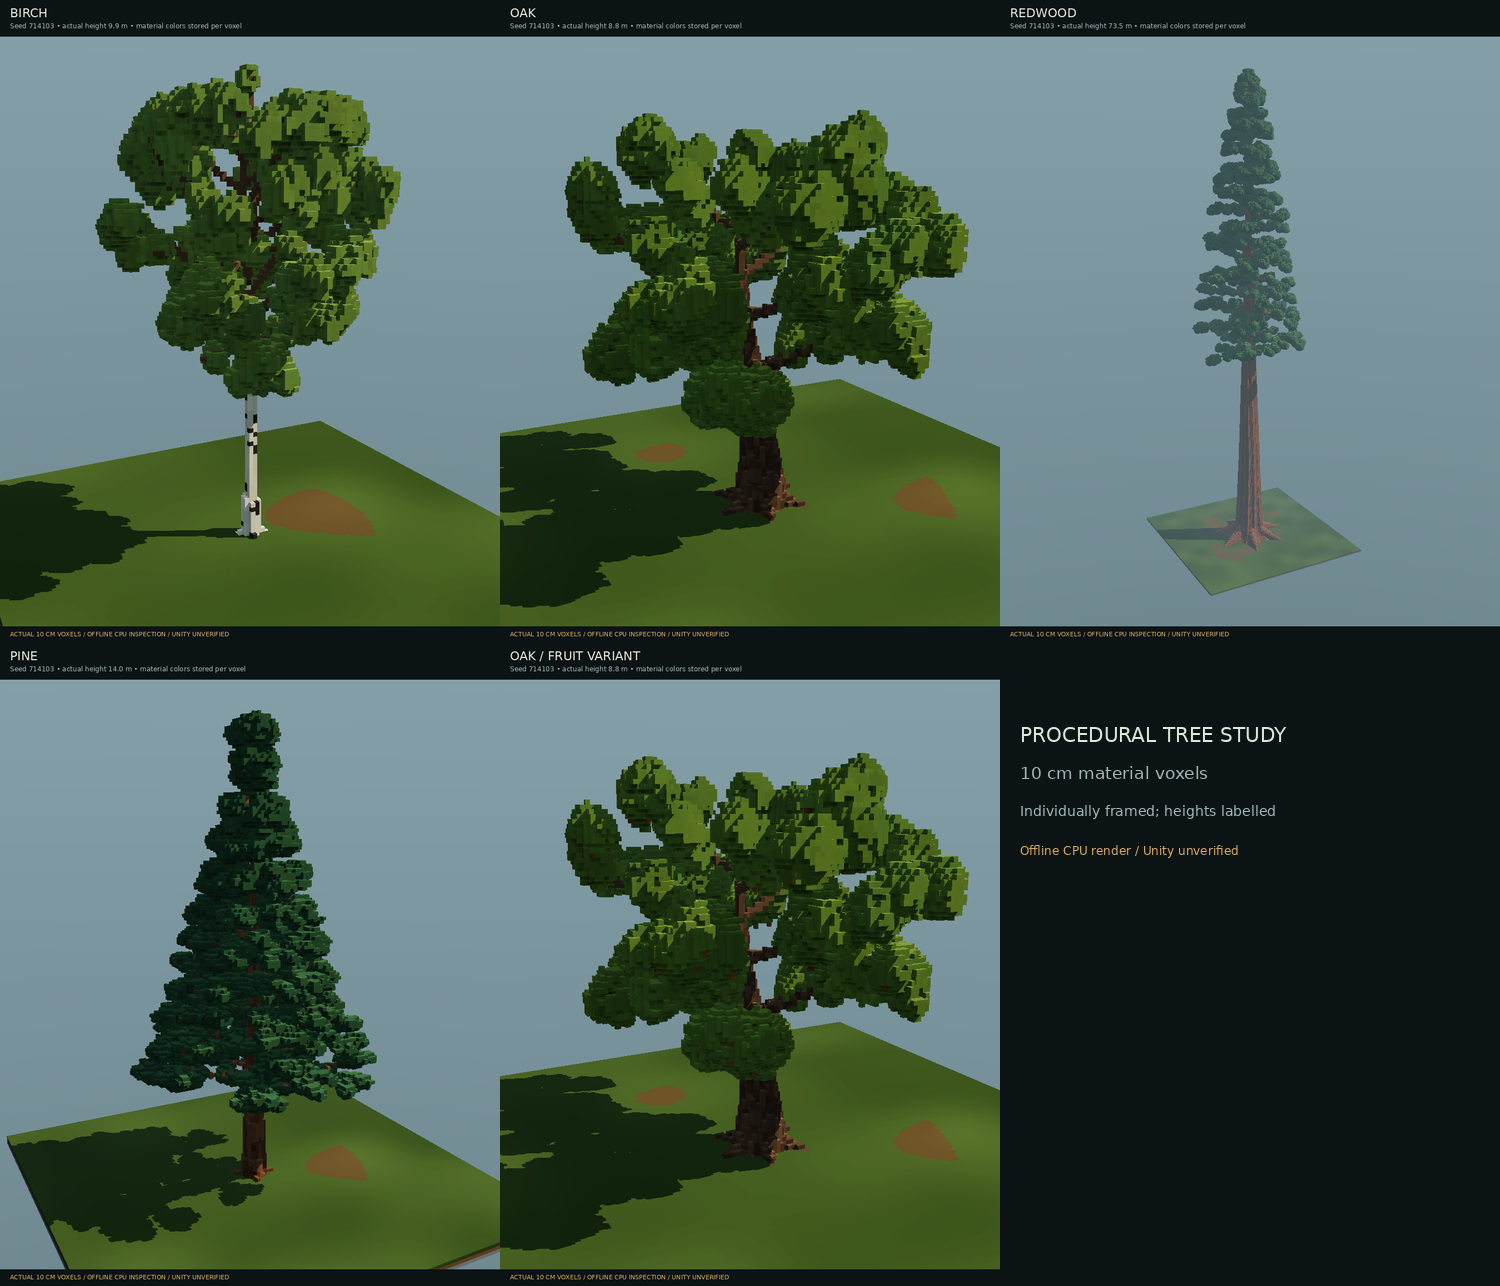 BIRCH
Seed 714103 • actual height 9.9 m • material colors stored per voxel
ACTUAL 10 CM VOXELS / OFFLINE CPU INSPECTION / UNITY UNVERIFIED
OAK
Seed 714103 • actual height 8.8 m • material colors stored per voxel
ACTUAL 10 CM VOXELS / OFFLINE CPU INSPECTION / UNITY UNVERIFIED
REDWOOD
Seed 714103 • actual height 73.5 m • material colors stored per voxel
ACTUAL 10 CM VOXELS / OFFLINE CPU INSPECTION / UNITY UNVERIFIED
PINE
Seed 714103 • actual height 14.0 m • material colors stored per voxel
ACTUAL 10 CM VOXELS / OFFLINE CPU INSPECTION / UNITY UNVERIFIED
OAK / FRUIT VARIANT
Seed 714103 • actual height 8.8 m • material colors stored per voxel
ACTUAL 10 CM VOXELS / OFFLINE CPU INSPECTION / UNITY UNVERIFIED
PROCEDURAL TREE STUDY
10 cm material voxels
Individually framed; heights labelled
Offline CPU render / Unity unverified